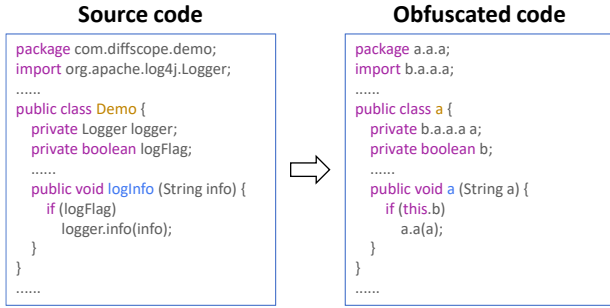 Source code
package com.diffscope.demo;
import org.apache.log4j.Logger;
......
public class Demo {
private Logger logger;
private boolean logFlag;
......
public void logInfo (String info) {
if (logFlag)
logger.info(info);
}
}
......
Obfuscated code
package a.a.a;
import b.a.a.a;
......
public class a {
private b.a.a.a a;
private boolean b;
......
public void a (String a) {
if (this.b)
a.a(a);
}
}
......